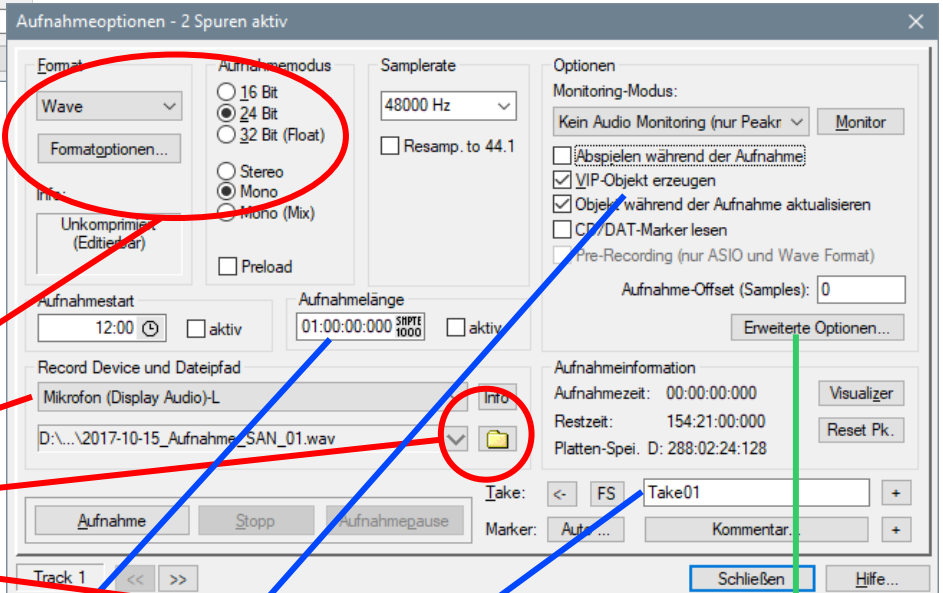 Aufnahmeoptionen - 2 Spuren aktiv
Format
Wave
Formatoptionen...
Info:
Unkomprimiert
(Editierbar)
Aufnahmemodus
16 Bit
24 Bit
32 Bit (Float)
Stereo
Mono
Mono (Mix)
Preload
Samplerate
48000 Hz
Resamp. to 44.1
Optionen
Monitoring-Modus:
Kein Audio Monitoring (nur Peakr
Monitor
Abspielen während der Aufnahme
VIP-Objekt erzeugen
Objekt während der Aufnahme aktualisieren
CD/DAT-Marker lesen
Pre-Recording (nur ASIO und Wave Format)
Aufnahme-Offset (Samples): 0
Erweiterte Optionen...
Aufnahmestart
12:00 aktiv
Aufnahmelänge
01:00:00:000 SMPTE 1000 aktiv
Record Device und Dateipfad
Mikrofon (Display Audio)-L
Info
D:\...\2017-10-15_Aufnahme_SAN_01.wav
Aufnahmeinformation
Aufnahmezeit: 00:00:00:000
Visualizer
Restzeit: 154:21:00:000
Reset Pk.
Platten-Spei. D: 288:02:24:128
Aufnahme Stopp Aufnahmepause
Take: <- FS Take01 +
Marker: Auto ... Kommentar... +
Track 1 << >>
Schließen Hilfe...